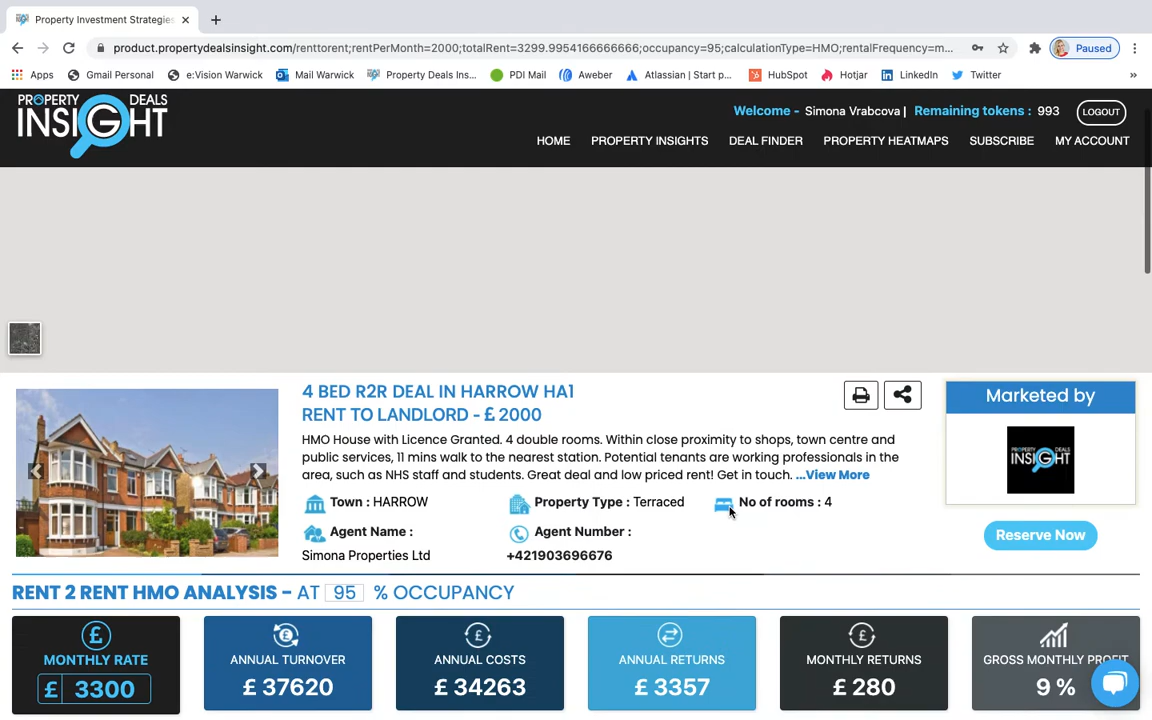 Property Investment Strategies
product.propertydealsinsight.com/renttorent;rentPerMonth=2000;totalRent=3299.9954166666666;occupancy=95;calculationType=HMO;rentalFrequency=m...
Paused
Apps Gmail Personal e:Vision Warwick Mail Warwick Property Deals Ins... PDI Mail Aweber Atlassian | Start p... HubSpot Hotjar LinkedIn Twitter »
PROPERTY DEALS
INSIGHT
Welcome - Simona Vrabcova | Remaining tokens : 993 LOGOUT
HOME PROPERTY INSIGHTS DEAL FINDER PROPERTY HEATMAPS SUBSCRIBE MY ACCOUNT
4 BED R2R DEAL IN HARROW HA1
RENT TO LANDLORD - £ 2000
HMO House with Licence Granted. 4 double rooms. Within close proximity to shops, town centre and
public services, 11 mins walk to the nearest station. Potential tenants are working professionals in the
area, such as NHS staff and students. Great deal and low priced rent! Get in touch. ...View More
Town : HARROW Property Type : Terraced No of rooms : 4
Agent Name : Agent Number :
Simona Properties Ltd +421903696676
Marketed by
PROPERTY DEALS
INSIGHT
Reserve Now
RENT 2 RENT HMO ANALYSIS - AT 95 % OCCUPANCY
MONTHLY RATE
£ 3300
ANNUAL TURNOVER
£ 37620
ANNUAL COSTS
£ 34263
ANNUAL RETURNS
£ 3357
MONTHLY RETURNS
£ 280
GROSS MONTHLY PROFIT
9 %